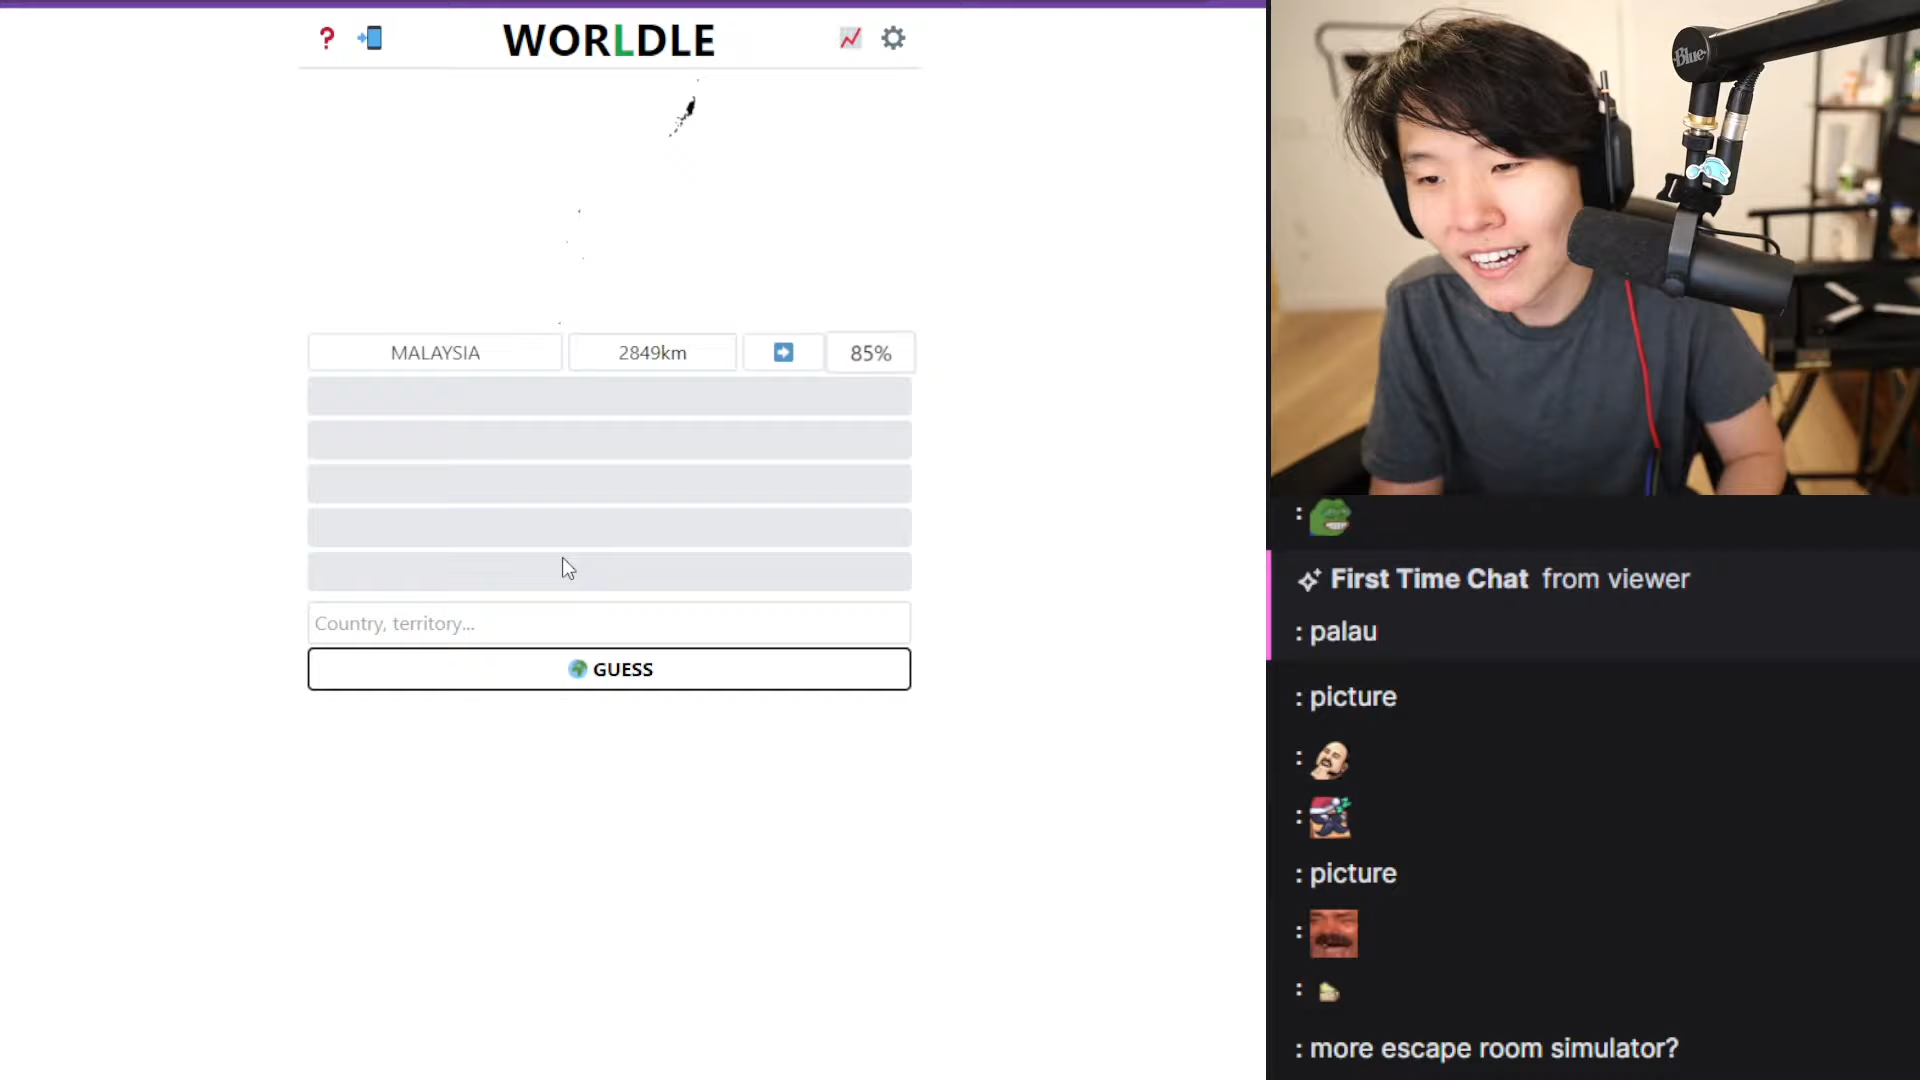 WORLDLE
MALAYSIA 2849km 85%
Country, territory...
GUESS
Blue
First Time Chat from viewer
: palau
: picture
:
:
: picture
:
:
: more escape room simulator?